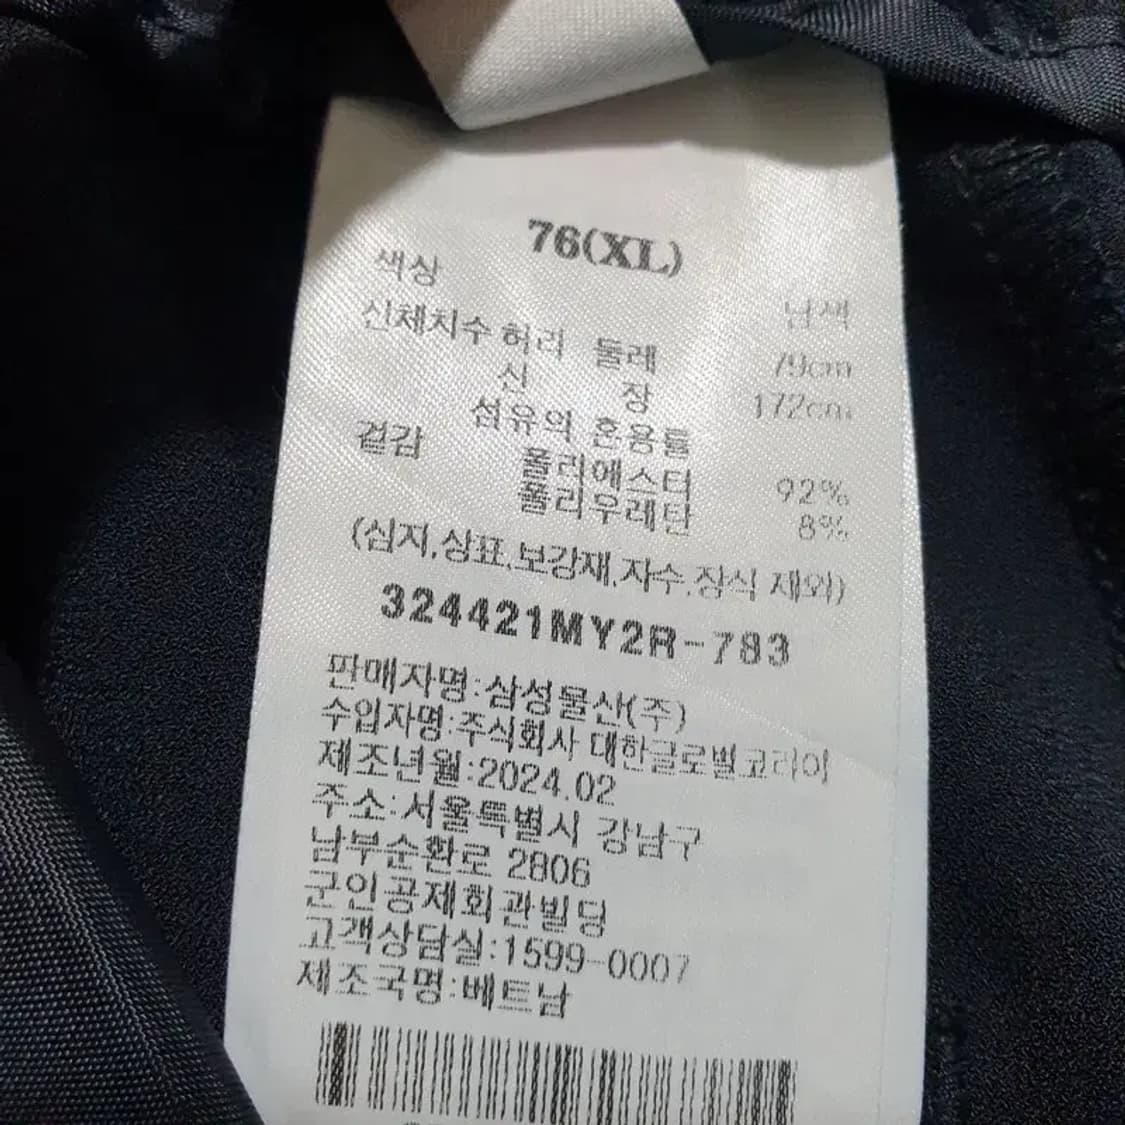 76(XL)
색상 남색
신체치수 허리 둘레 79cm
신 장 172cm
섬유의 혼용률
겉감 폴리에스터 92%
폴리우레탄 8%
(심지,상표,보강재,자수,장식 제외)
324421MY2R-783
판매자명:삼성물산(주)
수입자명:주식회사 대한글로벌코리아
제조년월:2024.02
주소:서울특별시 강남구
남부순환로 2806
군인공제회관빌딩
고객상담실:1599-0007
제조국명:베트남